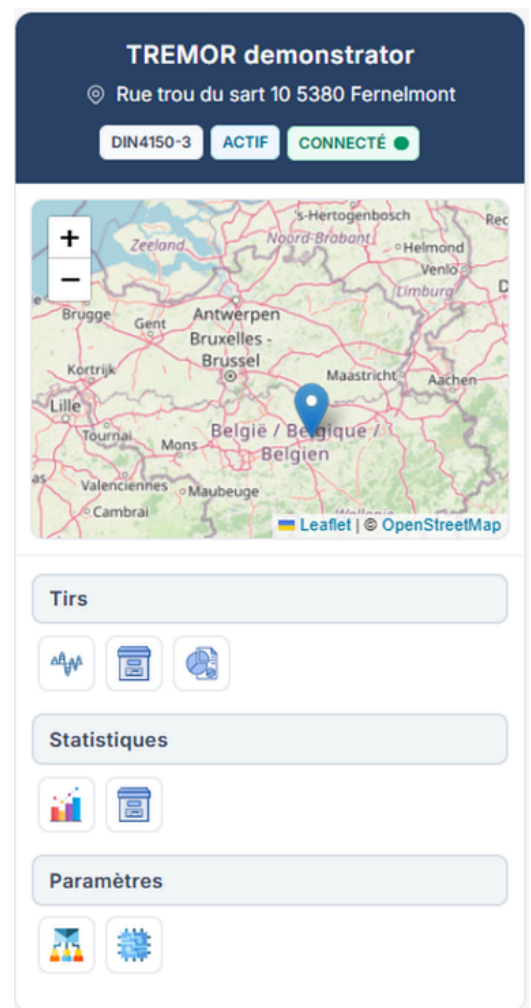 TREMOR demonstrator
Rue trou du sart 10 5380 Fernelmont
DIN4150-3
ACTIF
CONNECTÉ
+
−
's-Hertogenbosch
Zeeland
Noord-Brabant
Helmond
Venlo
Limburg
Brugge
Gent
Antwerpen
Bruxelles -
Brussel
Kortrijk
Maastricht
Aachen
Lille
Tournai
Mons
België / Belgique /
Belgien
Valenciennes
Maubeuge
Cambrai
Leaflet | © OpenStreetMap
Tirs
Statistiques
Paramètres